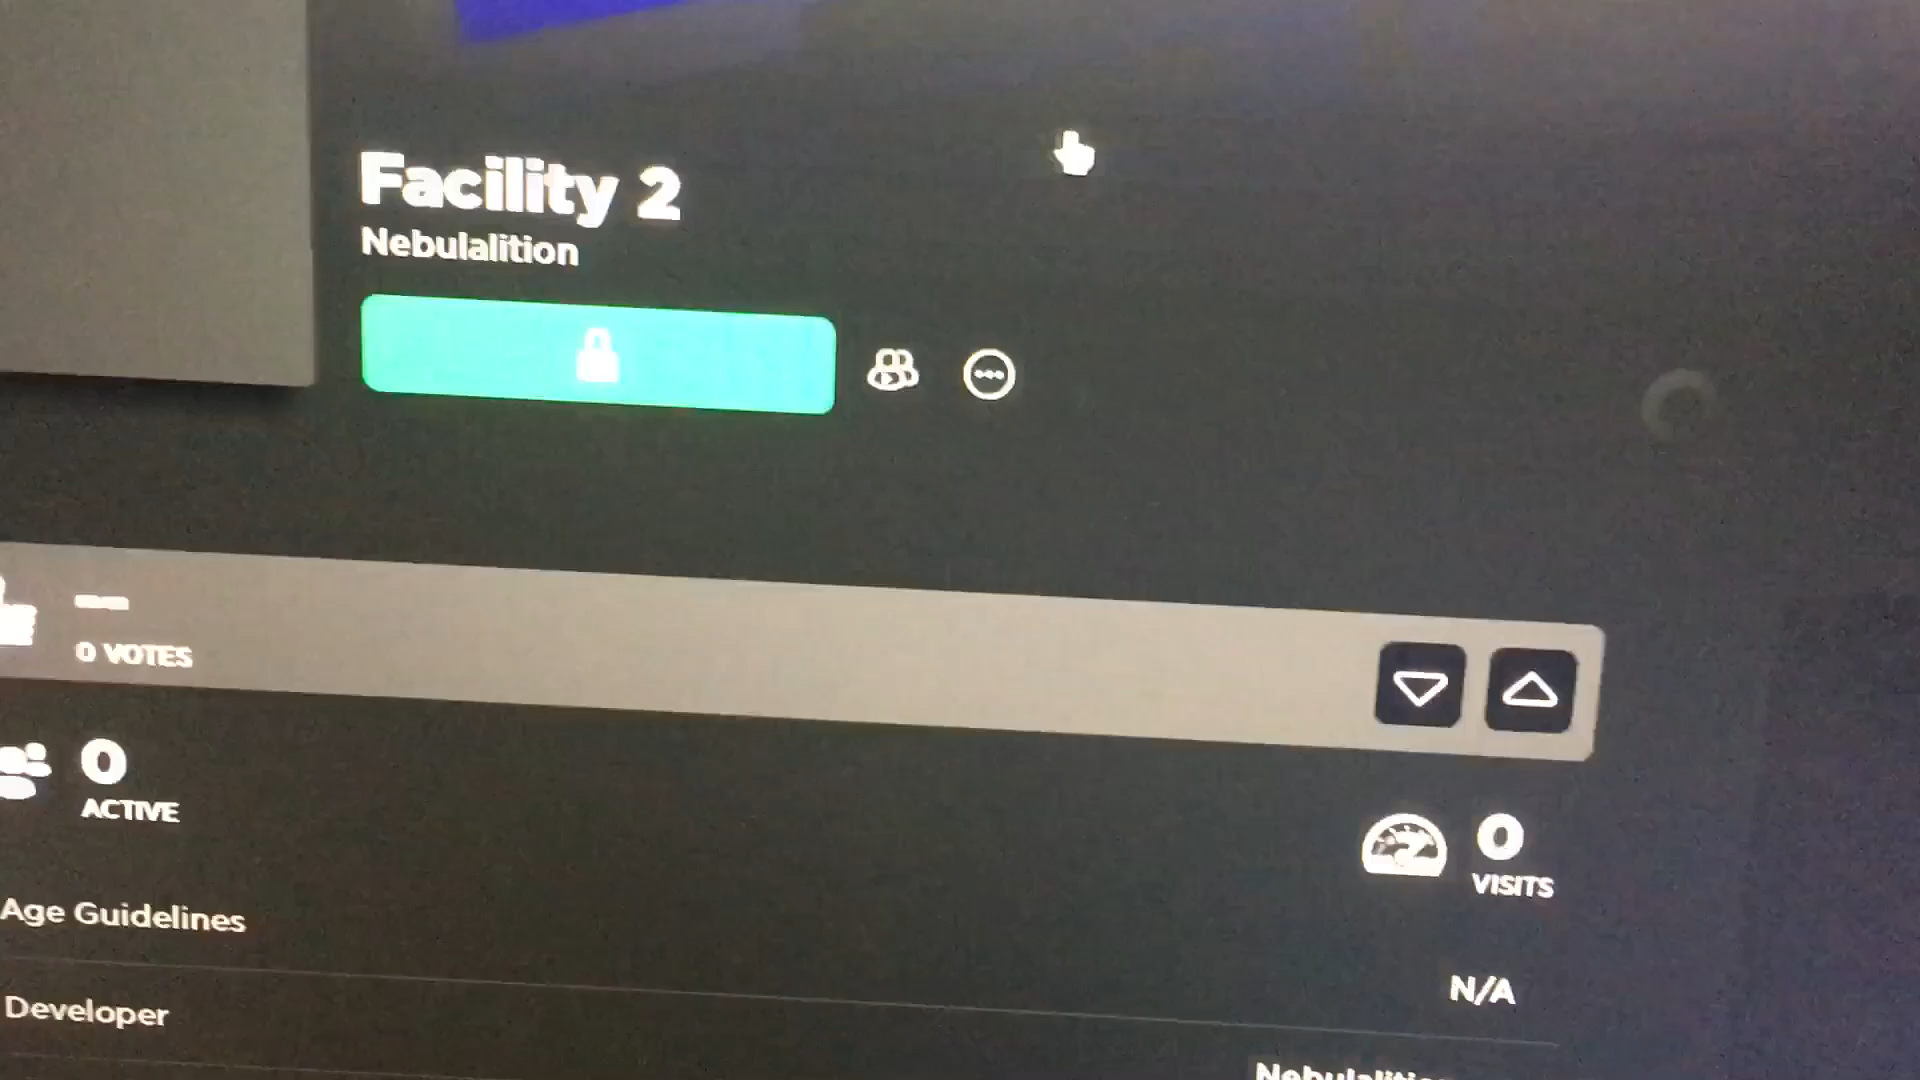 Facility 2
Nebulalition
0 VOTES
0
ACTIVE
0
VISITS
Age Guidelines
N/A
Developer